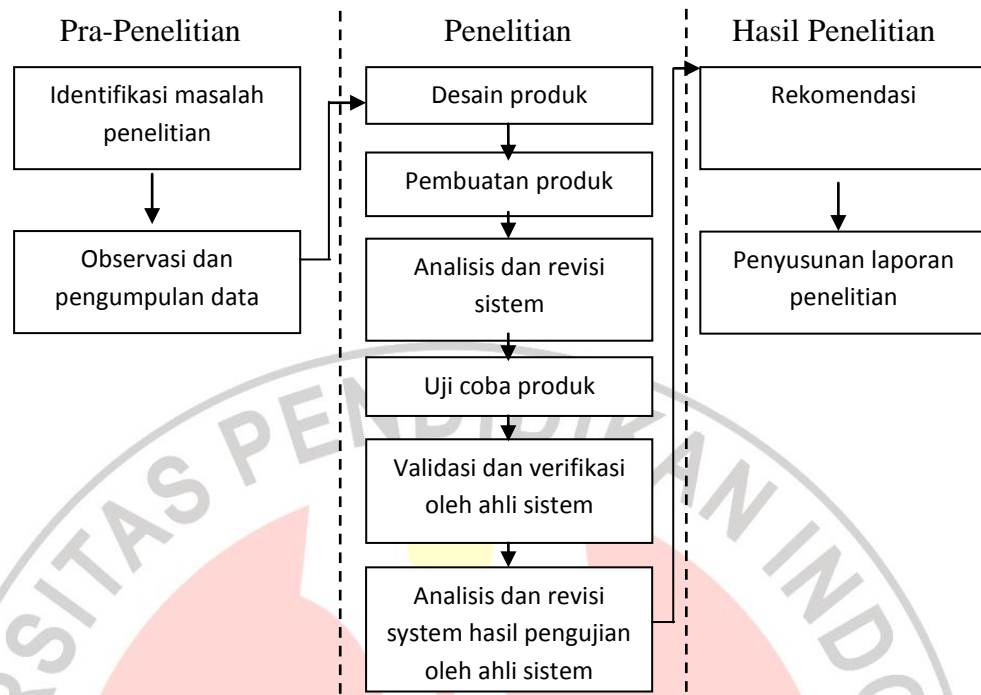 Pra-Penelitian
Identifikasi masalah
penelitian
Observasi dan
pengumpulan data
Penelitian
Desain produk
Pembuatan produk
Analisis dan revisi
sistem
Uji coba produk
Validasi dan verifikasi
oleh ahli sistem
Analisis dan revisi
system hasil pengujian
oleh ahli sistem
Hasil Penelitian
Rekomendasi
Penyusunan laporan
penelitian